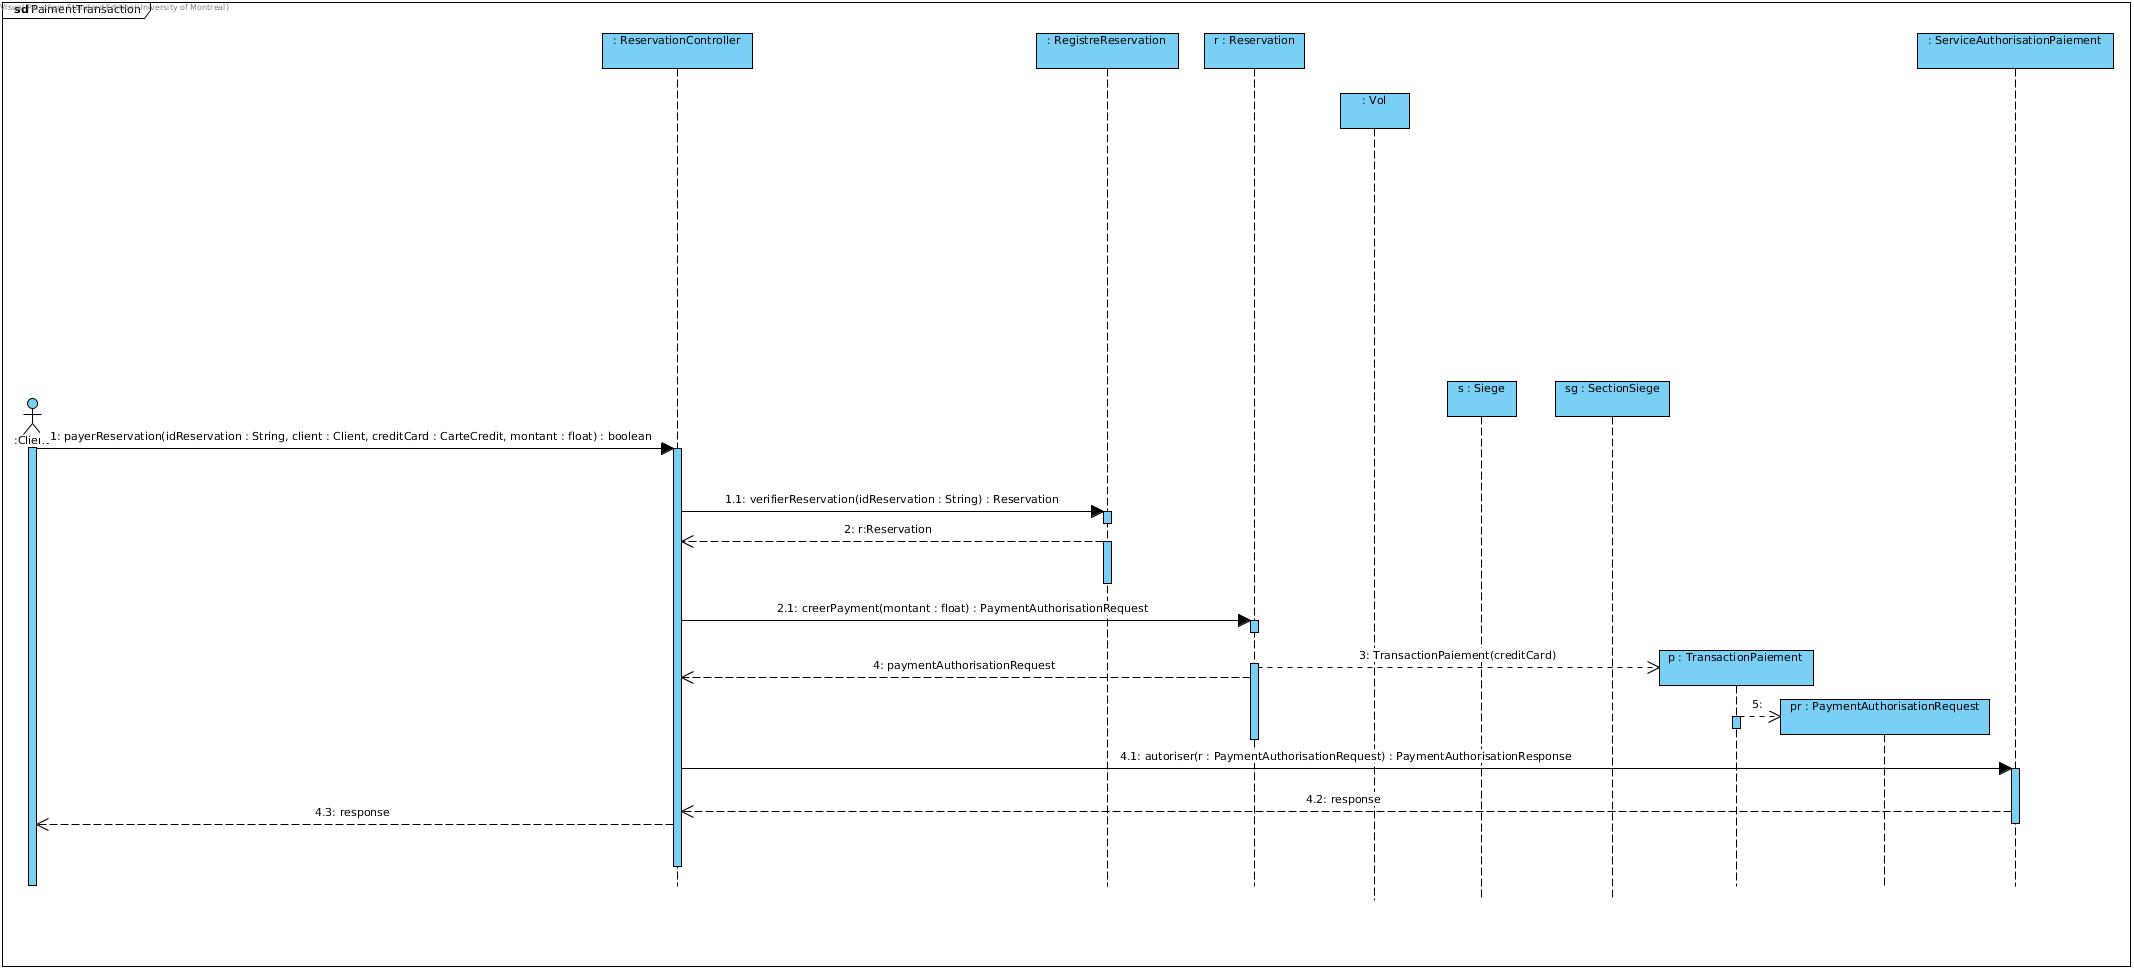 sd PaimentTransaction
University of Montreal)
: ReservationController
: RegistreReservation
r : Reservation
: ServiceAuthorisationPaiement
: Vol
s : Siege
sg : SectionSiege
1: payerReservation(idReservation : String, client : Client, creditCard : CarteCredit, montant : float) : boolean
1.1: verifierReservation(idReservation : String) : Reservation
2: r:Reservation
2.1: creerPayment(montant : float) : PaymentAuthorisationRequest
3: TransactionPaiement(creditCard)
p : TransactionPaiement
4: paymentAuthorisationRequest
5:
pr : PaymentAuthorisationRequest
4.1: autoriser(r : PaymentAuthorisationRequest) : PaymentAuthorisationResponse
4.2: response
4.3: response